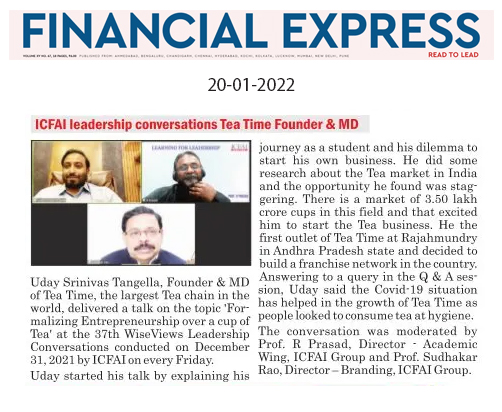 FINANCIAL EXPRESS
READ TO LEAD
20-01-2022
ICFAI leadership conversations Tea Time Founder & MD
LEARNING FOR LEADERSHIP
Uday Srinivas Tangella, Founder & MD
of Tea Time, the largest Tea chain in the
world, delivered a talk on the topic 'For-
malizing Entrepreneurship over a cup of
Tea' at the 37th WiseViews Leadership
Conversations conducted on December
31, 2021 by ICFAI on every Friday.
Uday started his talk by explaining his
journey as a student and his dilemma to
start his own business. He did some
research about the Tea market in India
and the opportunity he found was stag-
gering. There is a market of 3.50 lakh
crore cups in this field and that excited
him to start the Tea business. He the
first outlet of Tea Time at Rajahmundry
in Andhra Pradesh state and decided to
build a franchise network in the country.
Answering to a query in the Q & A ses-
sion, Uday said the Covid-19 situation
has helped in the growth of Tea Time as
people looked to consume tea at hygiene.
The conversation was moderated by
Prof. R Prasad, Director - Academic
Wing, ICFAI Group and Prof. Sudhakar
Rao, Director – Branding, ICFAI Group.